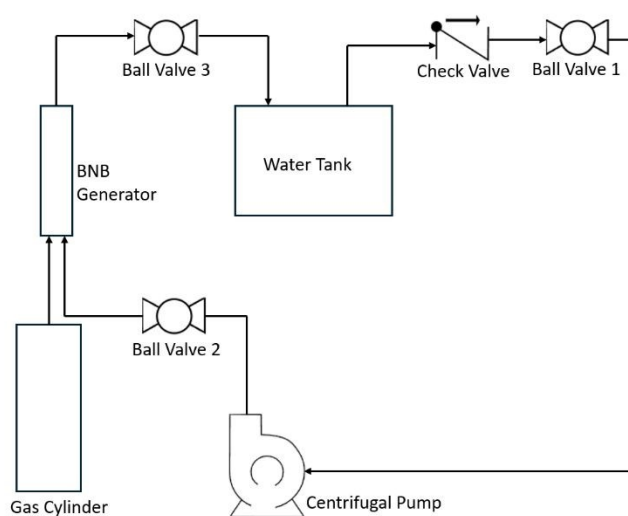 Ball Valve 3
Check Valve
Ball Valve 1
Water Tank
BNB
Generator
Ball Valve 2
Gas Cylinder
Centrifugal Pump